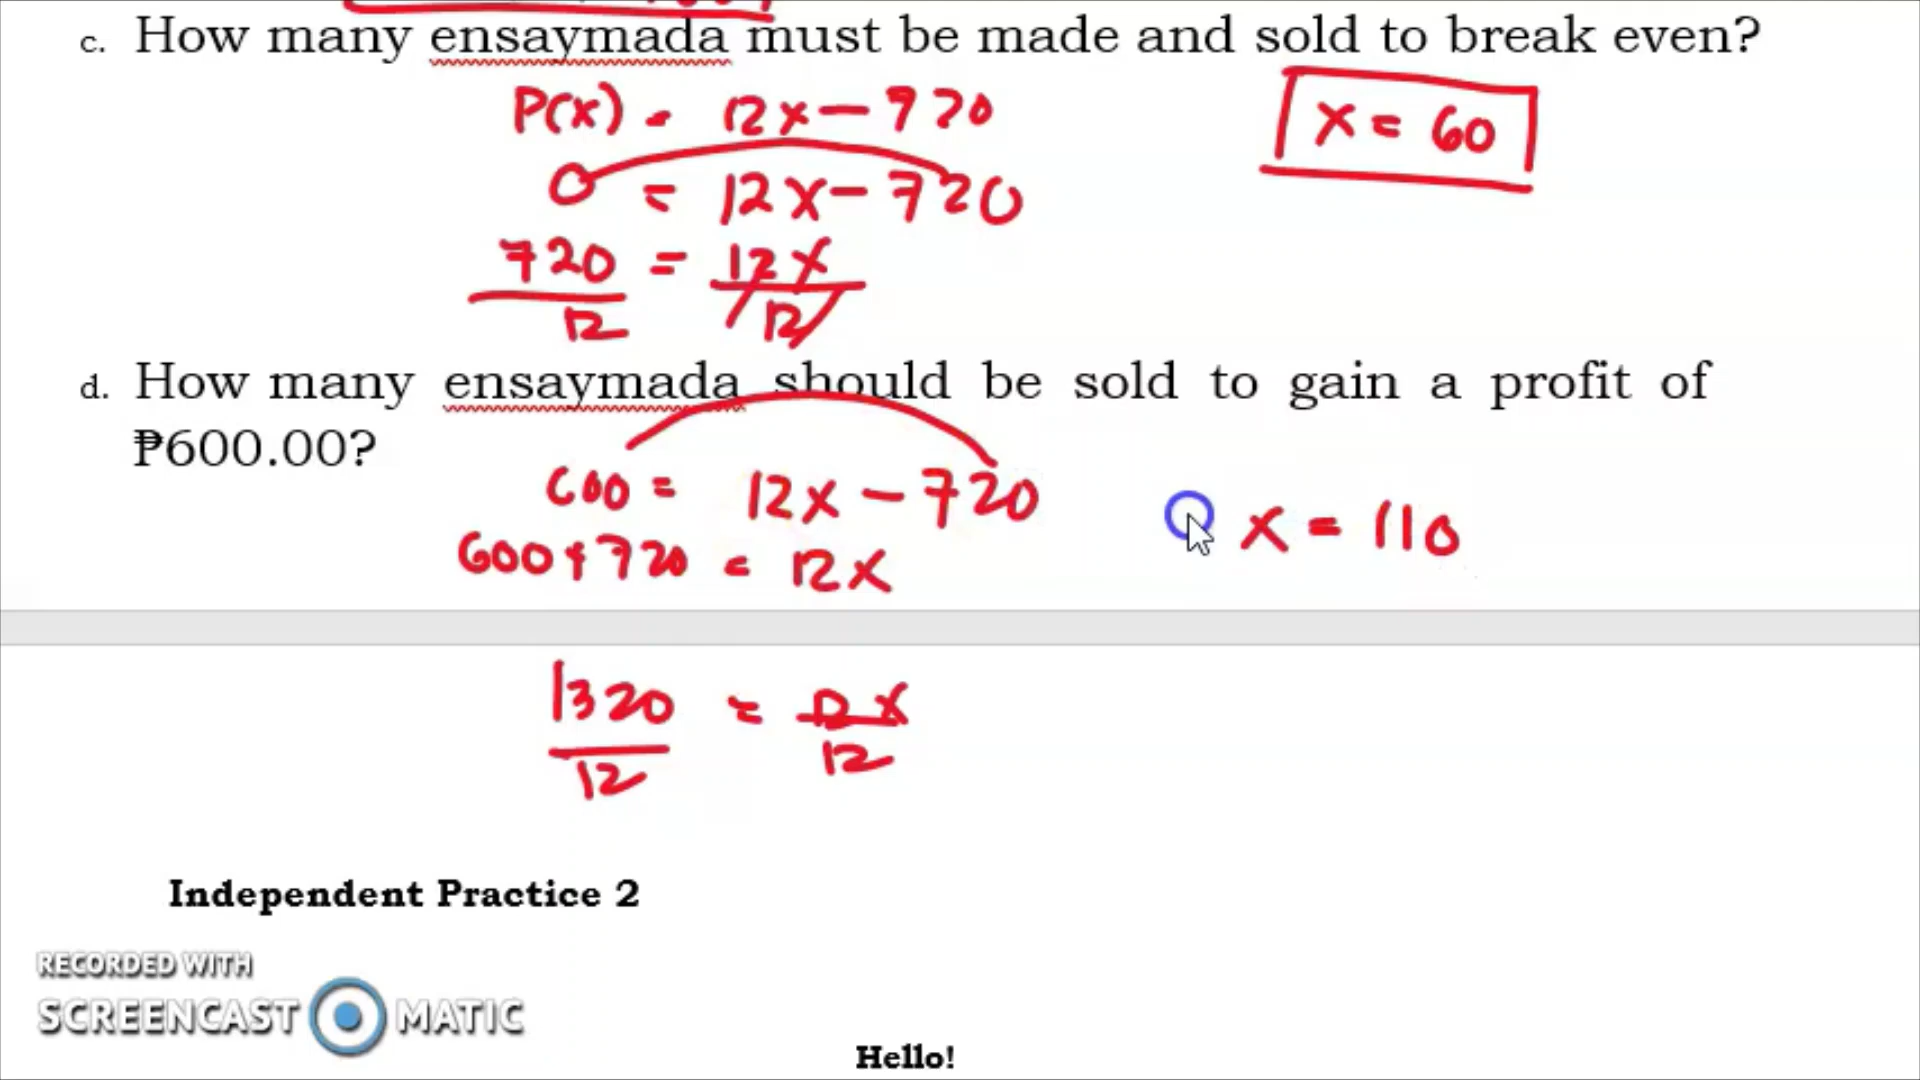 c. How many ensaymada must be made and sold to break even?
P(x) = 12x - 720
x = 60
0 = 12x - 720
720 = 12x
12 12
d. How many ensaymada should be sold to gain a profit of
₱600.00?
600 = 12x - 720
x = 110
600 + 720 = 12x
1320 = 12x
12 12
Independent Practice 2
RECORDED WITH
SCREENCAST MATIC
Hello!